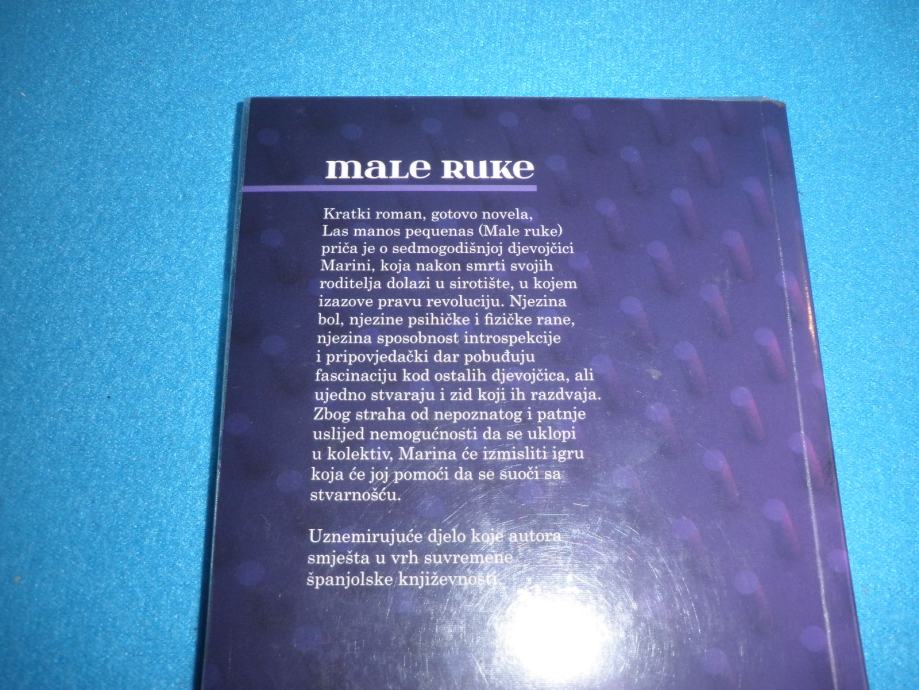 male ruke
Kratki roman, gotovo novela,
Las manos pequenas (Male ruke)
priča je o sedmogodišnjoj djevojčici
Marini, koja nakon smrti svojih
roditelja dolazi u sirotište, u kojem
izazove pravu revoluciju. Njezina
bol, njezine psihičke i fizičke rane,
njezina sposobnost introspekcije
i pripovjedački dar pobuđuju
fascinaciju kod ostalih djevojčica, ali
ujedno stvaraju i zid koji ih razdvaja.
Zbog straha od nepoznatog i patnje
uslijed nemogućnosti da se uklopi
u kolektiv, Marina će izmisliti igru
koja će joj pomoći da se suoči sa
stvarnošću.
Uznemirujuće djelo koje autora
smješta u vrh suvremene
španjolske književnosti.